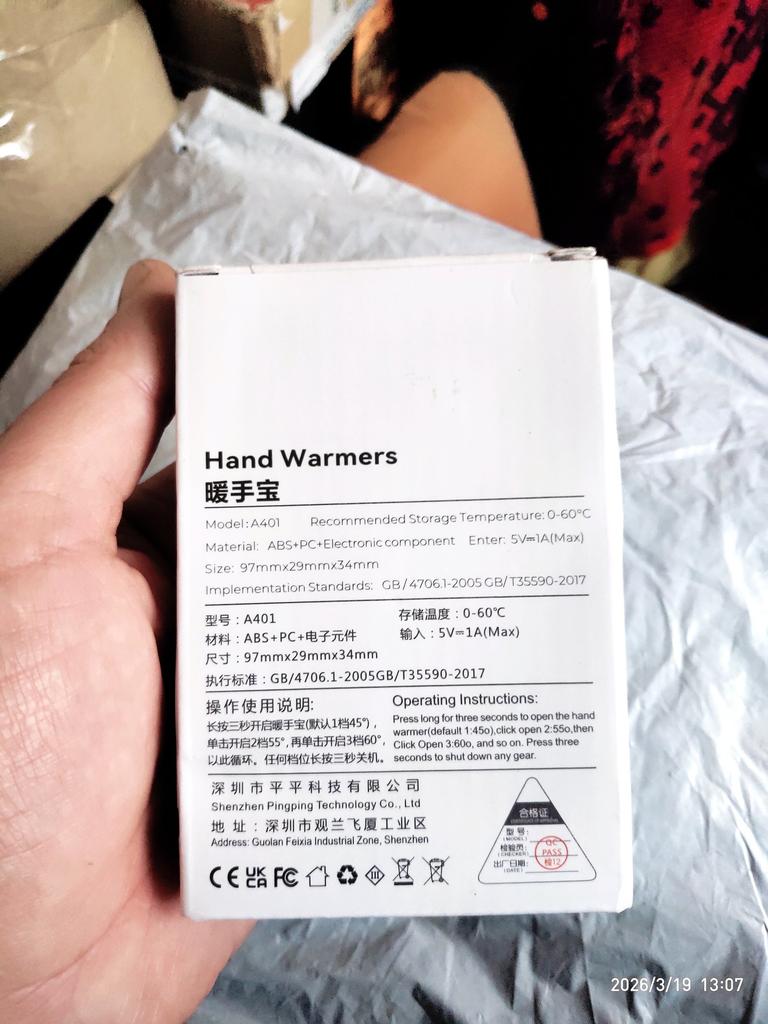 Hand Warmers
暖手宝
Model: A401 Recommended Storage Temperature: 0-60°C
Material: ABS+PC+Electronic component Enter: 5V⎓1A(Max)
Size: 97mmx29mmx34mm
Implementation Standards: GB/4706.1-2005 GB/T35590-2017
型号：A401 存储温度：0-60℃
材料：ABS+PC+电子元件 输入：5V⎓1A(Max)
尺寸：97mmx29mmx34mm
执行标准：GB/4706.1-2005GB/T35590-2017
操作使用说明:
长按三秒开启暖手宝(默认1档45°)，
单击开启2档55°, 再单击开启3档60°,
以此循环。任何档位长按三秒关机。
Operating Instructions:
Press long for three seconds to open the hand
warmer(default 1:45o),click open 2:55o,then
Click Open 3:60o, and so on. Press three
seconds to shut down any gear.
深圳市平平科技有限公司
Shenzhen Pingping Technology Co., Ltd
地址：深圳市观兰飞厦工业区
Address: Guolan Feixia Industrial Zone, Shenzhen
CE UK CA FC
合格证
型号:
(MODEL)
检验员:
(CHECKER)
出厂日期:
(DATE)
QC
PASS
检12
2026/3/19 13:07